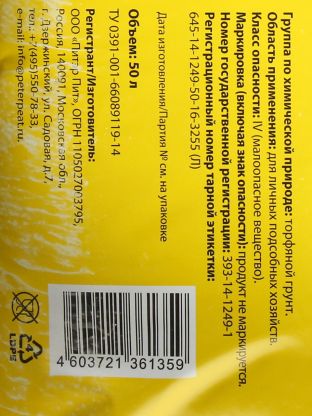 Группа по химической природе: торфяной грунт.
Область применения: для личных подсобных хозяйств.
Класс опасности: IV (малоопасное вещество).
Маркировка (включая знак опасности): продукт не маркируется.
Номер государственной регистрации: 393-14-1249-1
Регистрационный номер тарной этикетки:
645-14-1249-50-16-3255 (Л)
Дата изготовления/Партия № см. на упаковке
Объем: 50 л
ТУ 0391-001-66089119-14
Регистрант/Изготовитель:
ООО «Питэр Пит», ОГРН 1105027003795,
Россия, 140091, Московская обл.,
г. Дзержинский, ул. Садовая, д.7,
тел.: +7(495)550-78-33,
e-mail: info@peterpeat.ru
4 603721 361359
4
LDPE